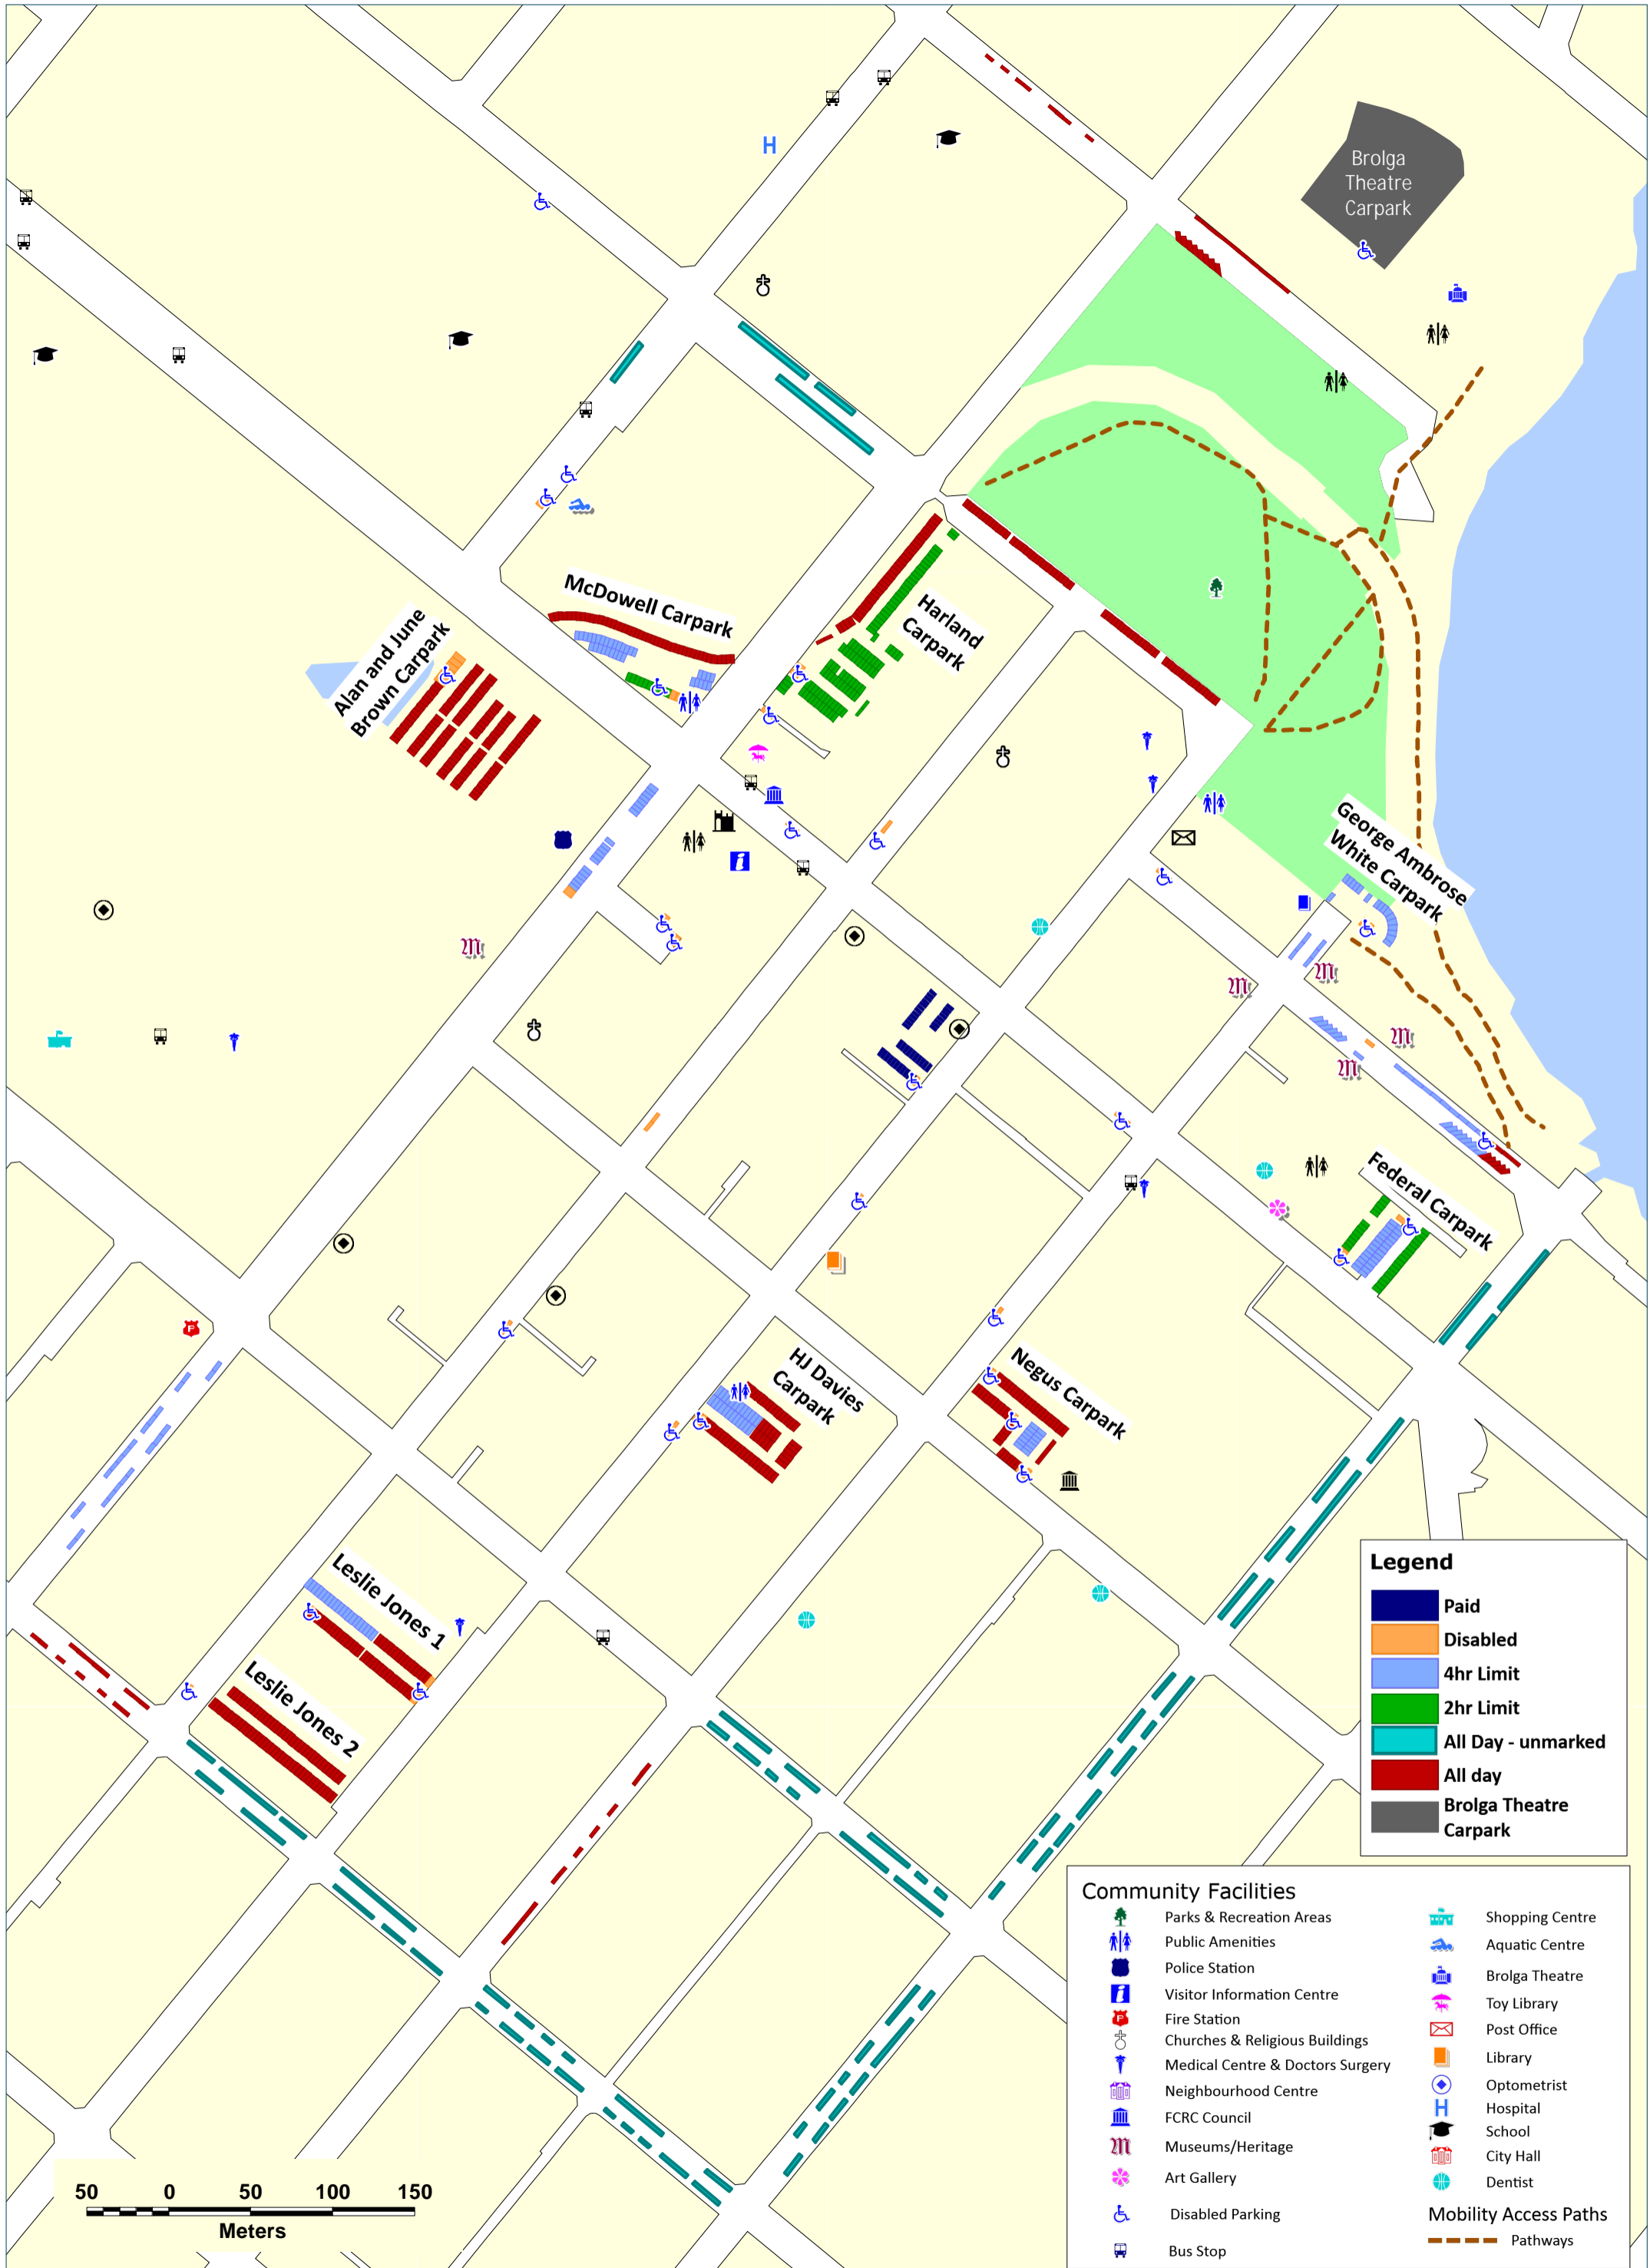 Brolga
Theatre
Carpark
H
McDowell Carpark
Harland
Carpark
Alan and June
Brown Carpark
George Ambrose
White Carpark
Federal Carpark
HJ Davies
Carpark
Negus Carpark
Leslie Jones 1
Leslie Jones 2
Legend
Paid
Disabled
4hr Limit
2hr Limit
All Day - unmarked
All day
Brolga Theatre
Carpark
Community Facilities
Parks & Recreation Areas
Public Amenities
Police Station
Visitor Information Centre
Fire Station
Churches & Religious Buildings
Medical Centre & Doctors Surgery
Neighbourhood Centre
FCRC Council
Museums/Heritage
Art Gallery
Disabled Parking
Bus Stop
Shopping Centre
Aquatic Centre
Brolga Theatre
Toy Library
Post Office
Library
Optometrist
H Hospital
School
City Hall
Dentist
Mobility Access Paths
Pathways
50 0 50 100 150
Meters